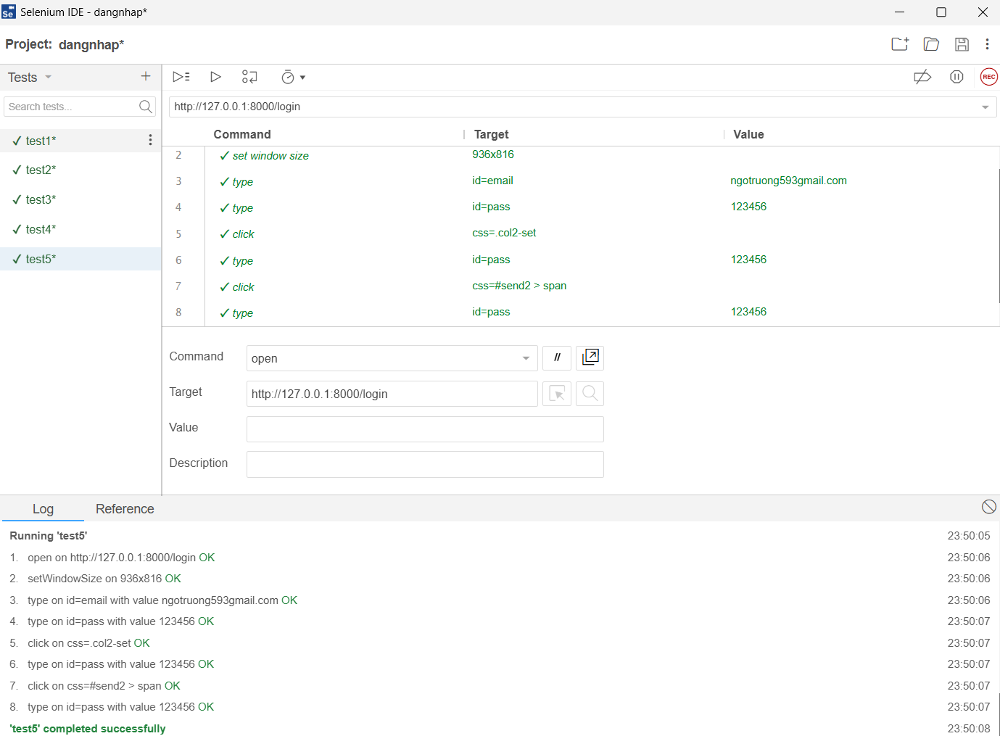 Selenium IDE - dangnhap*
Project: dangnhap*
Tests
REC
Search tests...
http://127.0.0.1:8000/login
Command Target Value
✓ test1*
✓ test2*
✓ test3*
✓ test4*
✓ test5*
2 ✓ set window size 936x816
3 ✓ type id=email ngotruong593gmail.com
4 ✓ type id=pass 123456
5 ✓ click css=.col2-set
6 ✓ type id=pass 123456
7 ✓ click css=#send2 > span
8 ✓ type id=pass 123456
Command open //
Target http://127.0.0.1:8000/login
Value
Description
Log Reference
Running 'test5' 23:50:05
1. open on http://127.0.0.1:8000/login OK 23:50:06
2. setWindowSize on 936x816 OK 23:50:06
3. type on id=email with value ngotruong593gmail.com OK 23:50:06
4. type on id=pass with value 123456 OK 23:50:07
5. click on css=.col2-set OK 23:50:07
6. type on id=pass with value 123456 OK 23:50:07
7. click on css=#send2 > span OK 23:50:07
8. type on id=pass with value 123456 OK 23:50:07
'test5' completed successfully 23:50:08